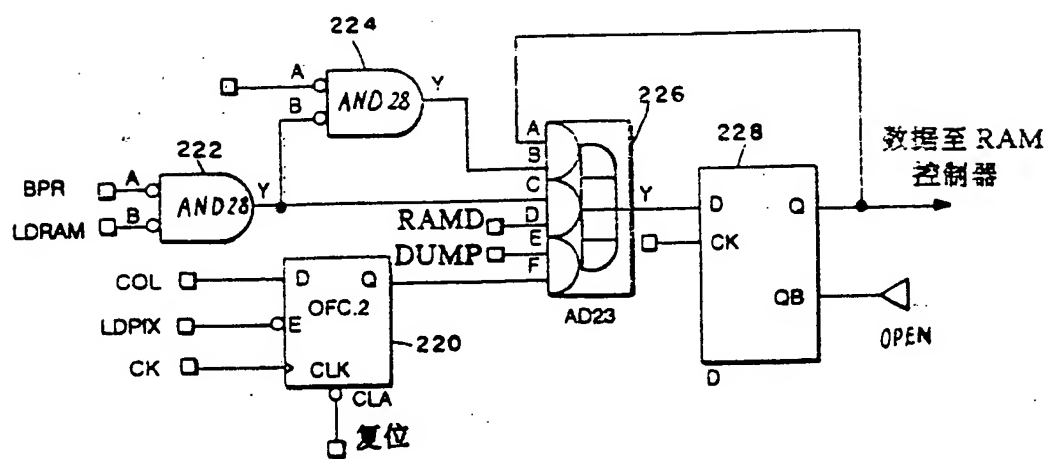 224
A
B
AND 28
Y
222
BPR
A
LDRAM
B
AND28
Y
226
A
B
C
D
E
F
RAMD
DUMP
Y
AD23
228
D
Q
CK
QB
D
数据至 RAM
控制器
OPEN
COL
D
Q
OFC.2
LDPIX
E
220
CK
CLK
CLA
复位